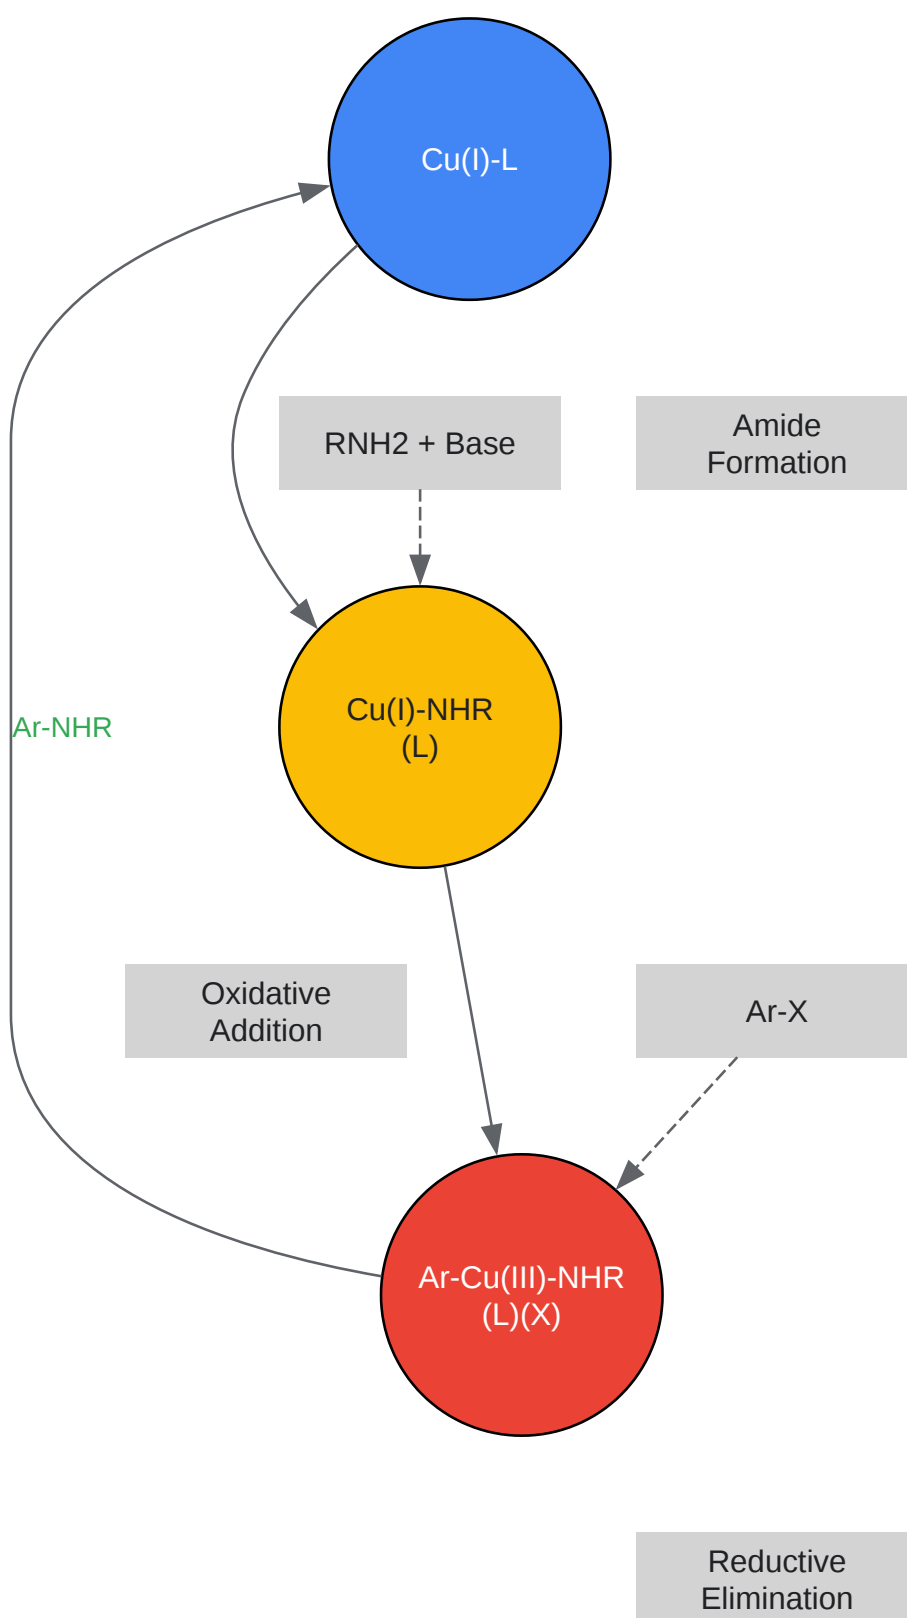 Cu(I)-L
RNH2 + Base
Amide
Formation
Cu(I)-NHR
(L)
Ar-NHR
Oxidative
Addition
Ar-X
Ar-Cu(III)-NHR
(L)(X)
Reductive
Elimination